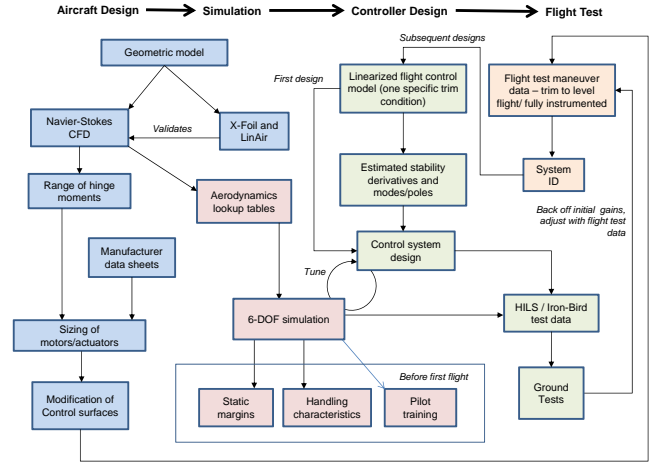 Aircraft Design
Simulation
Controller Design
Flight Test
Geometric model
Subsequent designs
First design
Linearized flight control
model (one specific trim
condition)
Flight test maneuver
data – trim to level
flight/ fully instrumented
Navier-Stokes
CFD
Validates
X-Foil and
LinAir
Range of hinge
moments
Aerodynamics
lookup tables
Estimated stability
derivatives and
modes/poles
System
ID
Back off initial gains,
adjust with flight test
data
Manufacturer
data sheets
Control system
design
Tune
Sizing of
motors/actuators
6-DOF simulation
HILS / Iron-Bird
test data
Before first flight
Modification of
Control surfaces
Static
margins
Handling
characteristics
Pilot
training
Ground
Tests